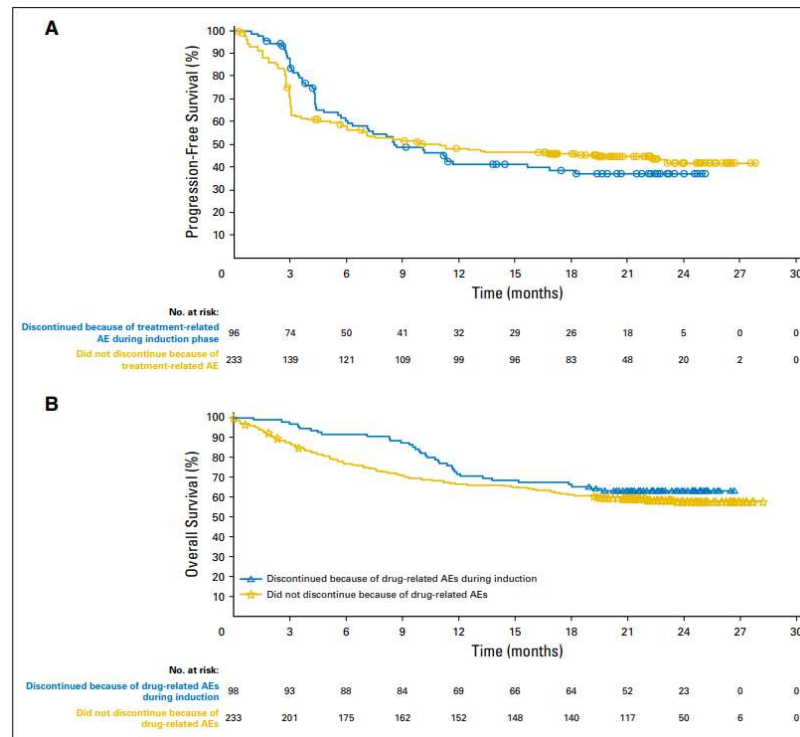 A
Progression-Free Survival (%)
100
90
80
70
60
50
40
30
20
10
0 3 6 9 12 15 18 21 24 27 30
Time (months)
No. at risk:
Discontinued because of treatment-related
AE during induction phase
96 74 50 41 32 29 26 18 5 0 0
Did not discontinue because of
treatment-related AE
233 139 121 109 99 96 83 48 20 2 0
B
Overall Survival (%)
100
90
80
70
60
50
40
30
20
10
Discontinued because of drug-related AEs during induction
Did not discontinue because of drug-related AEs
0 3 6 9 12 15 18 21 24 27 30
Time (months)
No. at risk:
Discontinued because of drug-related AEs
during induction
98 93 88 84 69 66 64 52 23 0 0
Did not discontinue because of
drug-related AEs
233 201 175 162 152 148 140 117 50 6 0